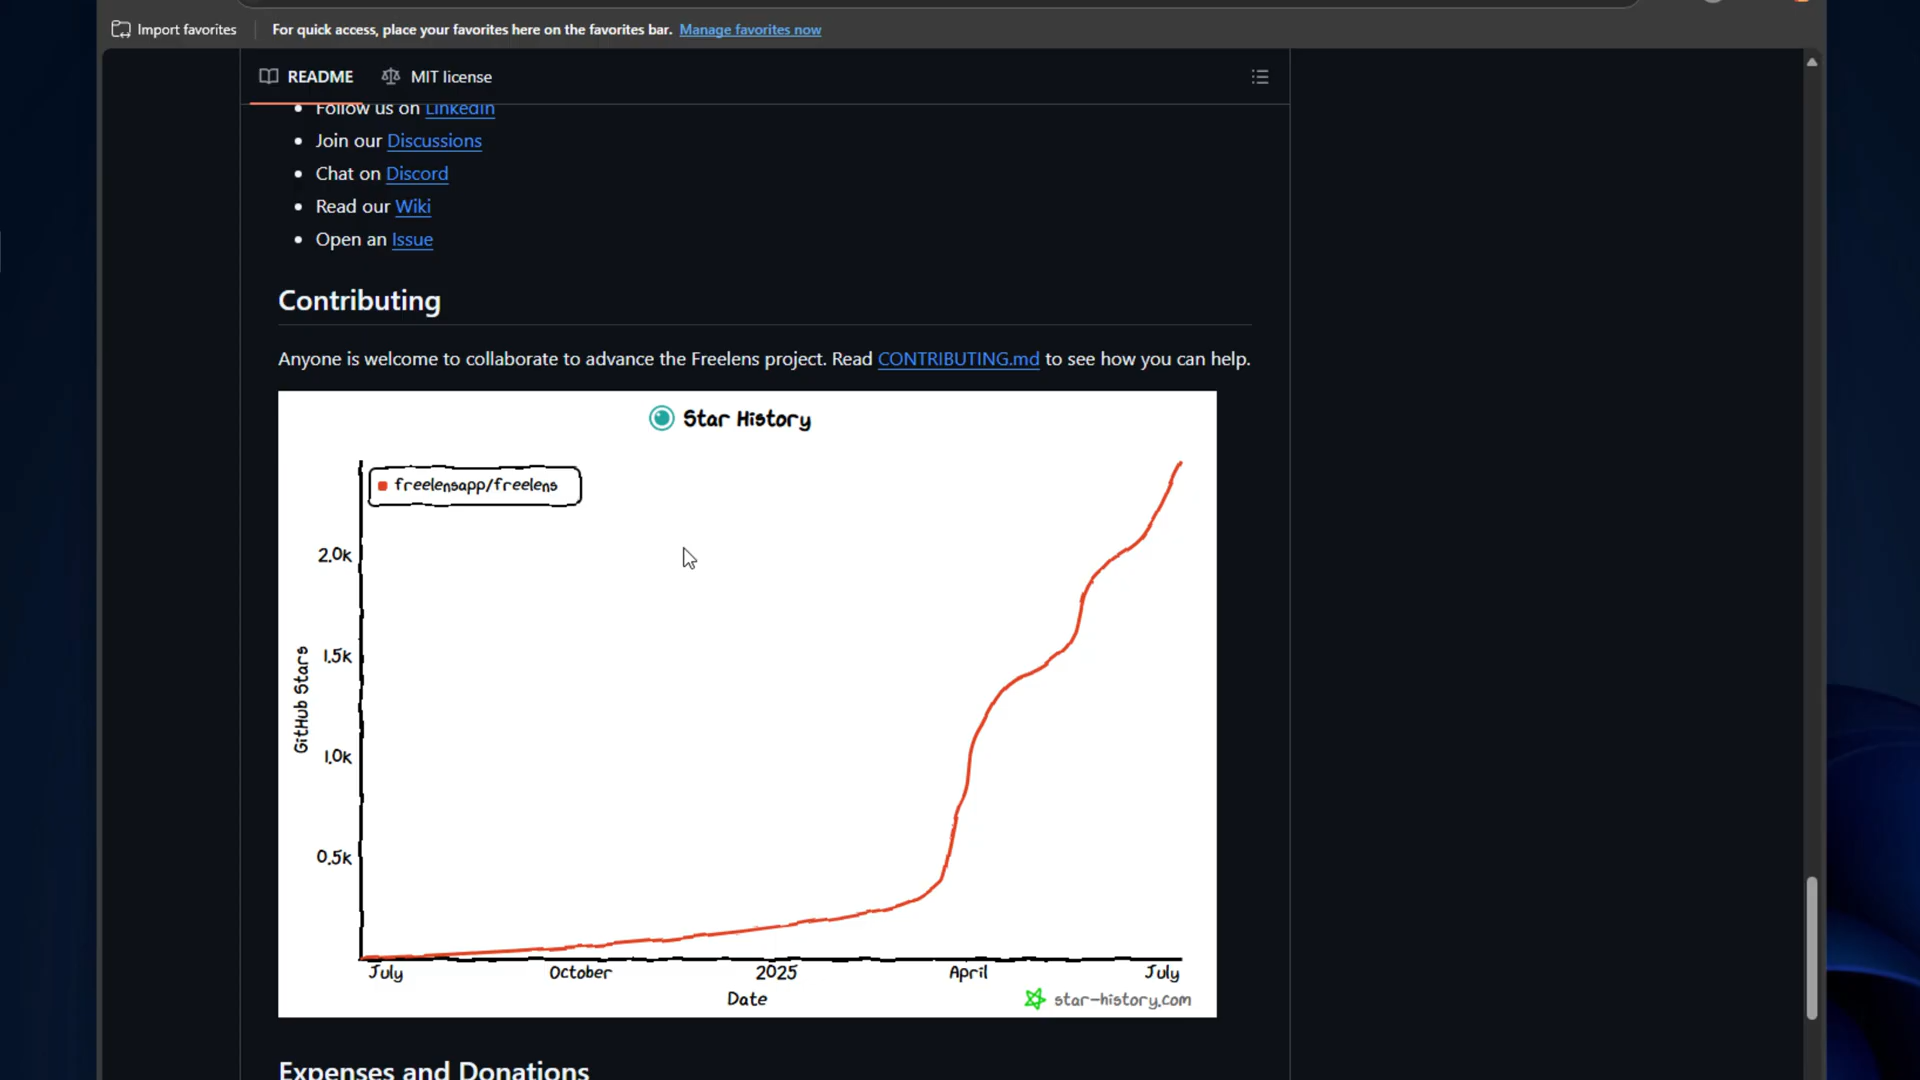 Import favorites
For quick access, place your favorites here on the favorites bar. Manage favorites now
README
MIT license
Follow us on LinkedIn
Join our Discussions
Chat on Discord
Read our Wiki
Open an Issue
Contributing
Anyone is welcome to collaborate to advance the Freelens project. Read CONTRIBUTING.md to see how you can help.
Star History
freelensapp/freelens
2.0k
1.5k
1.0k
0.5k
GitHub Stars
July October 2025 April July
Date
star-history.com
Expenses and Donations